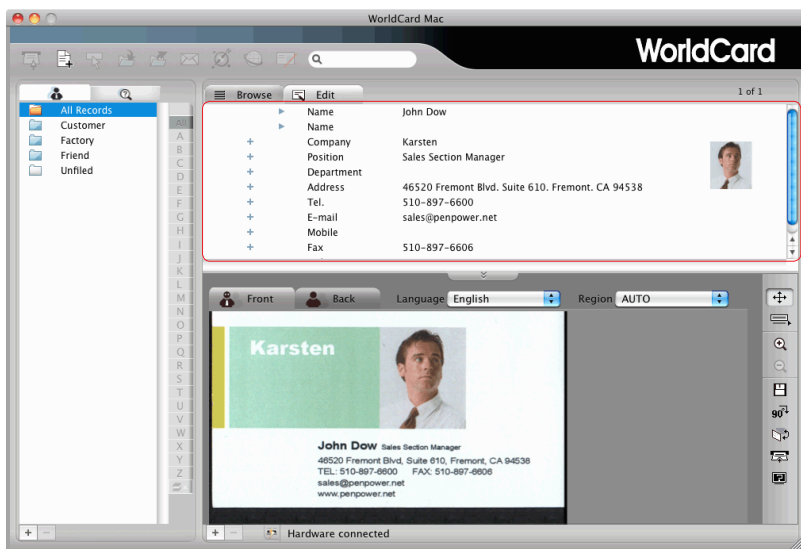 WorldCard Mac
WorldCard
Browse
Edit
1 of 1
All Records
Customer
Factory
Friend
Unfiled
All
A
B
C
D
E
F
G
H
I
J
K
L
M
N
O
P
Q
R
S
T
U
V
W
X
Y
Z
Name John Dow
Name
Company Karsten
Position Sales Section Manager
Department
Address 46520 Fremont Blvd. Suite 610. Fremont. CA 94538
Tel. 510-897-6600
E-mail sales@penpower.net
Mobile
Fax 510-897-6606
Front
Back
Language English
Region AUTO
90
Karsten
John Dow Sales Section Manager
46520 Fremont Blvd, Suite 610, Fremont, CA 94538
TEL: 510-897-6600 FAX: 510-897-6606
sales@penpower.net
www.penpower.net
Hardware connected